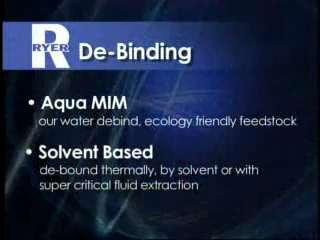 RYER
De-Binding
• Aqua MIM
our water debind, ecology friendly feedstock
• Solvent Based
de-bound thermally, by solvent or with
super critical fluid extraction